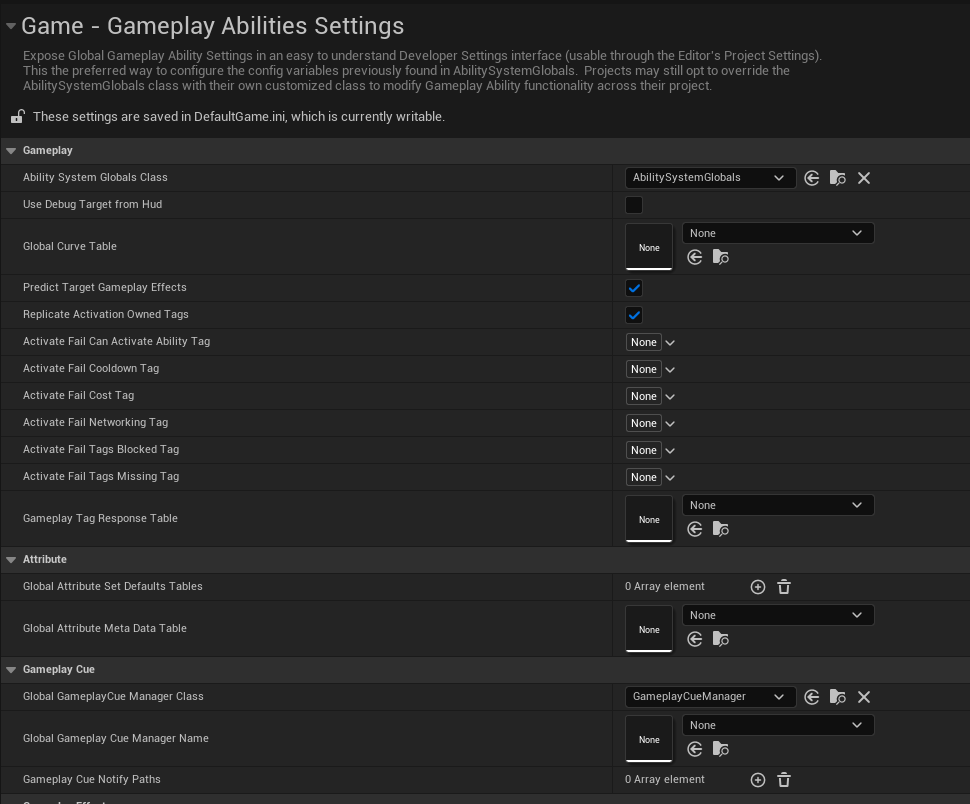 Game - Gameplay Abilities Settings
Expose Global Gameplay Ability Settings in an easy to understand Developer Settings interface (usable through the Editor's Project Settings).
This the preferred way to configure the config variables previously found in AbilitySystemGlobals. Projects may still opt to override the
AbilitySystemGlobals class with their own customized class to modify Gameplay Ability functionality across their project.
These settings are saved in DefaultGame.ini, which is currently writable.
Gameplay
Ability System Globals Class AbilitySystemGlobals
Use Debug Target from Hud
None
Global Curve Table None
Predict Target Gameplay Effects
Replicate Activation Owned Tags
Activate Fail Can Activate Ability Tag None
Activate Fail Cooldown Tag None
Activate Fail Cost Tag None
Activate Fail Networking Tag None
Activate Fail Tags Blocked Tag None
Activate Fail Tags Missing Tag None
None
Gameplay Tag Response Table None
Attribute
Global Attribute Set Defaults Tables 0 Array element
None
Global Attribute Meta Data Table None
Gameplay Cue
Global GameplayCue Manager Class GameplayCueManager
None
Global Gameplay Cue Manager Name None
Gameplay Cue Notify Paths 0 Array element